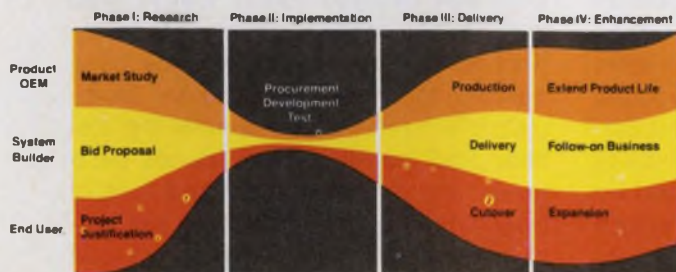 Phase I: Research
Phase II: Implementation
Phase III: Delivery
Phase IV: Enhancement
Product
OEM
Market Study
Procurement
Development
Test
Production
Extend Product Life
System
Builder
Bid Proposal
Delivery
Follow-on Business
End User
Project
Justification
Cutover
Expansion